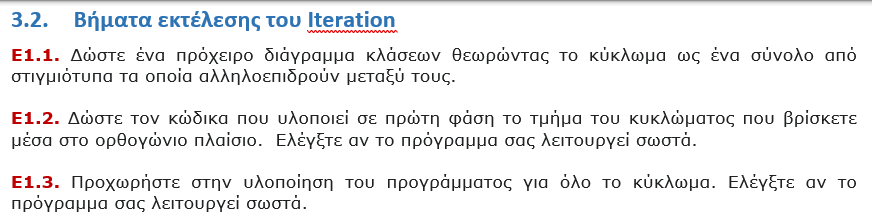 3.2. Βήματα εκτέλεσης του Iteration
Ε1.1. Δώστε ένα πρόχειρο διάγραμμα κλάσεων θεωρώντας το κύκλωμα ως ένα σύνολο από
στιγμιότυπα τα οποία αλληλοεπιδρούν μεταξύ τους.
Ε1.2. Δώστε τον κώδικα που υλοποιεί σε πρώτη φάση το τμήμα του κυκλώματος που βρίσκετε
μέσα στο ορθογώνιο πλαίσιο. Ελέγξτε αν το πρόγραμμα σας λειτουργεί σωστά.
Ε1.3. Προχωρήστε στην υλοποίηση του προγράμματος για όλο το κύκλωμα. Ελέγξτε αν το
πρόγραμμα σας λειτουργεί σωστά.